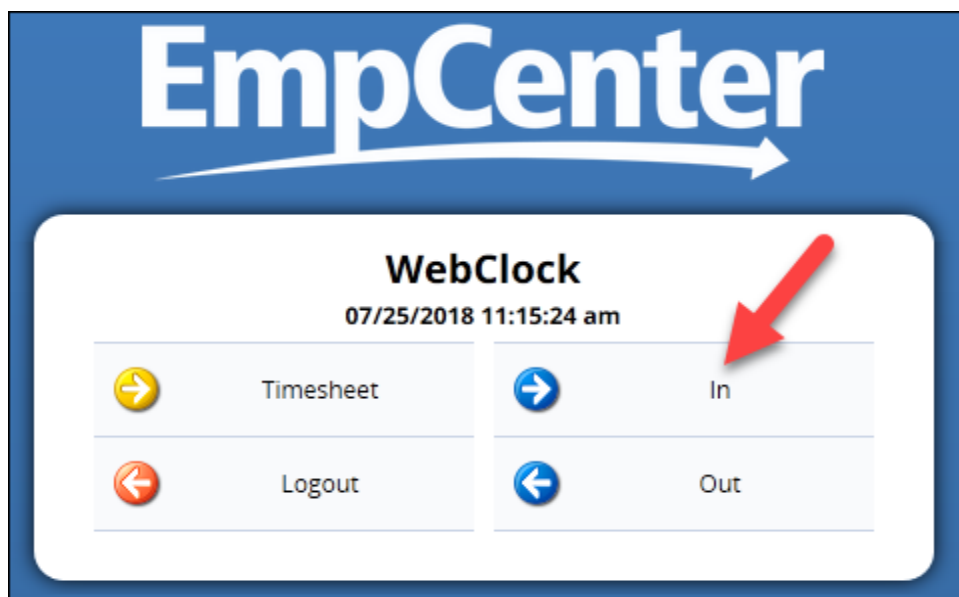 EmpCenter
WebClock
07/25/2018 11:15:24 am
Timesheet
In
Logout
Out